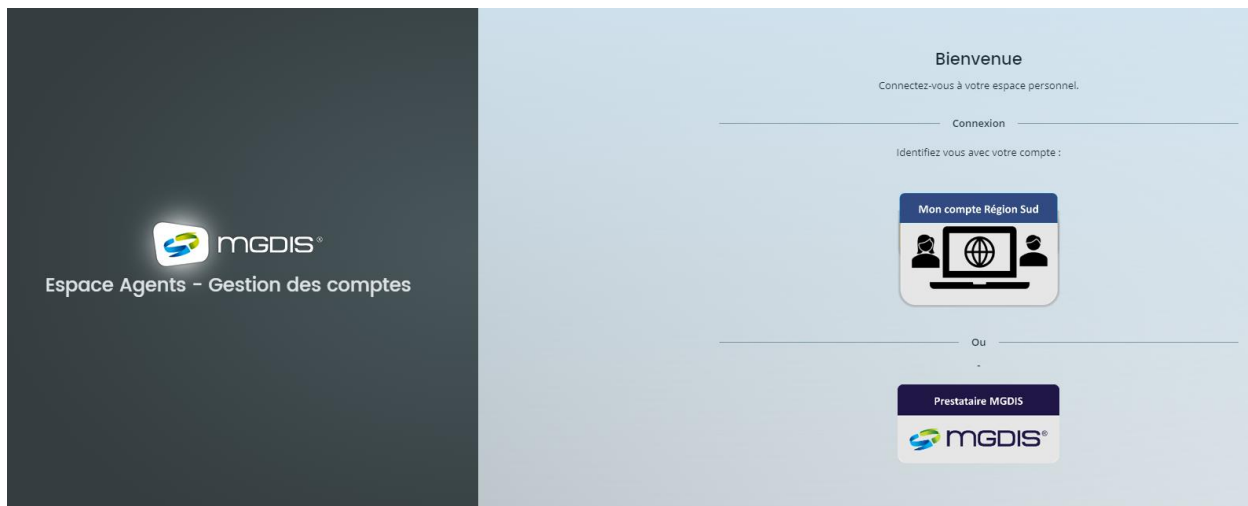 mGDIS®
Espace Agents - Gestion des comptes
Bienvenue
Connectez-vous à votre espace personnel.
Connexion
Identifiez vous avec votre compte :
Mon compte Région Sud
Ou
-
Prestataire MGDIS
mGDIS®